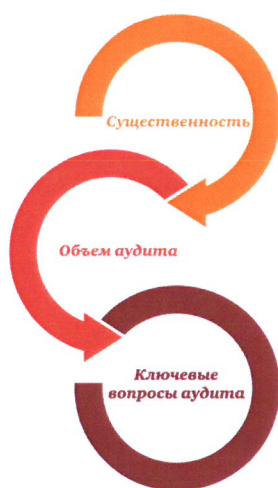 Существенность
Объем аудита
Ключевые
вопросы аудита